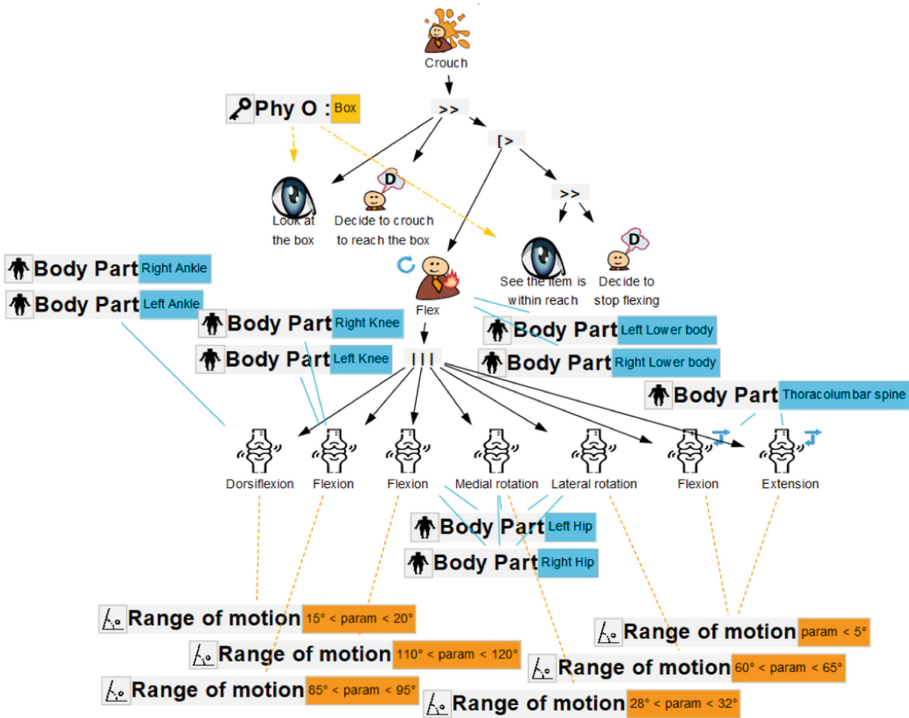 Crouch
Phy O : Box
>>
[>
>>
D
Look at
the box
Decide to crouch
to reach the box
D
See the item is
within reach
Decide to
stop flexing
Body Part Right Ankle
Body Part Left Ankle
Flex
Body Part Right Knee
Body Part Left Knee
|||
Body Part Left Lower body
Body Part Right Lower body
Body Part Thoracolumbar spine
Dorsiflexion
Flexion
Flexion
Medial rotation
Lateral rotation
Flexion
Extension
Body Part Left Hip
Body Part Right Hip
Range of motion 15° < param < 20°
Range of motion param < 5°
Range of motion 110° < param < 120°
Range of motion 60° < param < 65°
Range of motion 85° < param < 95°
Range of motion 28° < param < 32°